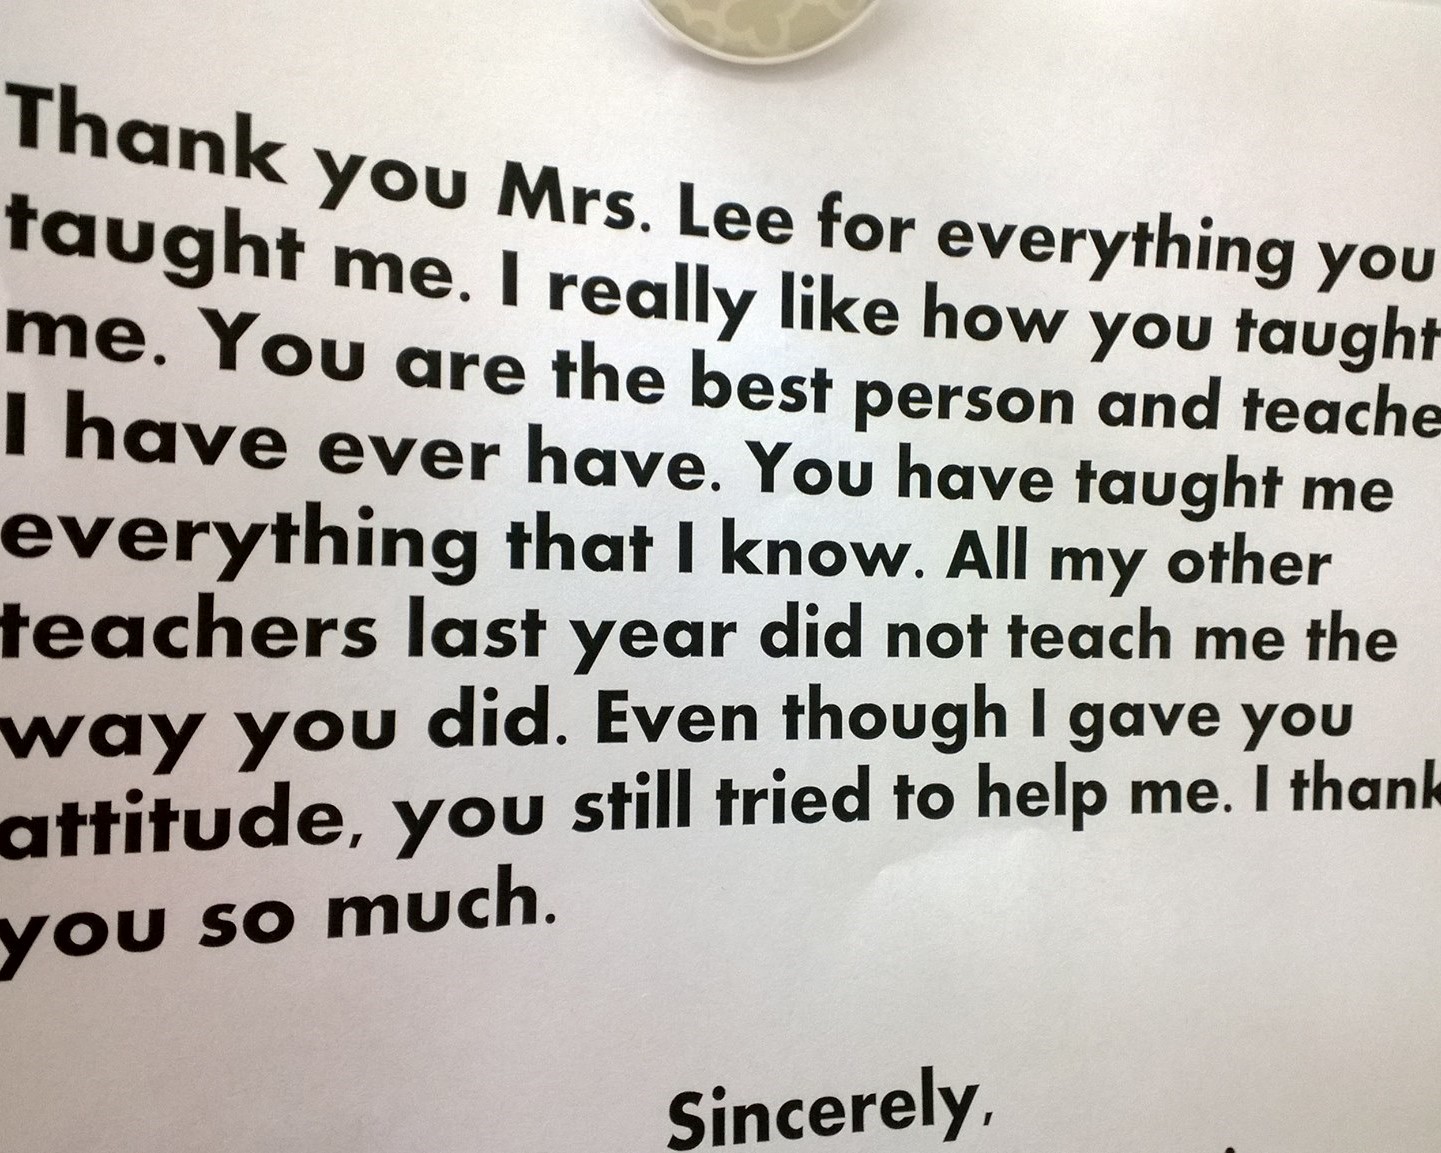 Thank you Mrs. Lee for everything you
taught me. I really like how you taught
me. You are the best person and teache
I have ever have. You have taught me
everything that I know. All my other
teachers last year did not teach me the
way you did. Even though I gave you
attitude, you still tried to help me. I thank
you so much.
Sincerely,